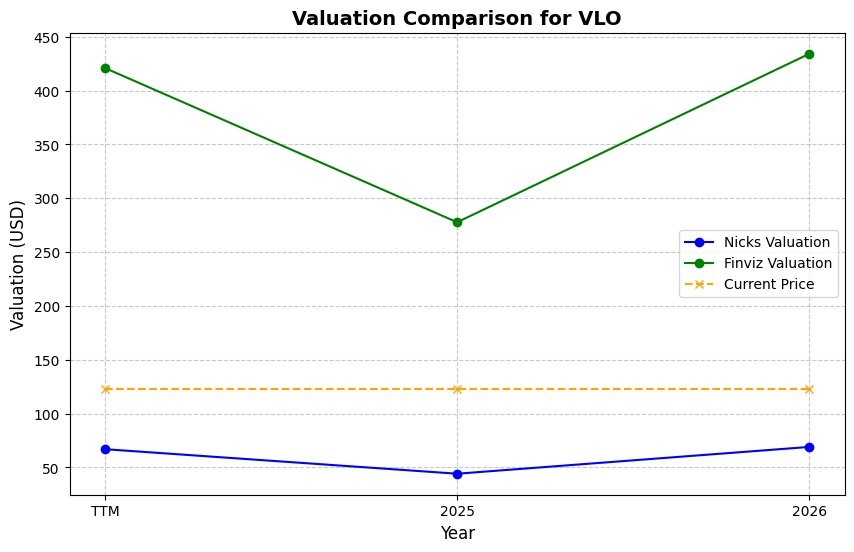 Valuation Comparison for VLO
450
400
350
300
250
200
150
100
50
Valuation (USD)
Nicks Valuation
Finviz Valuation
Current Price
TTM
2025
2026
Year